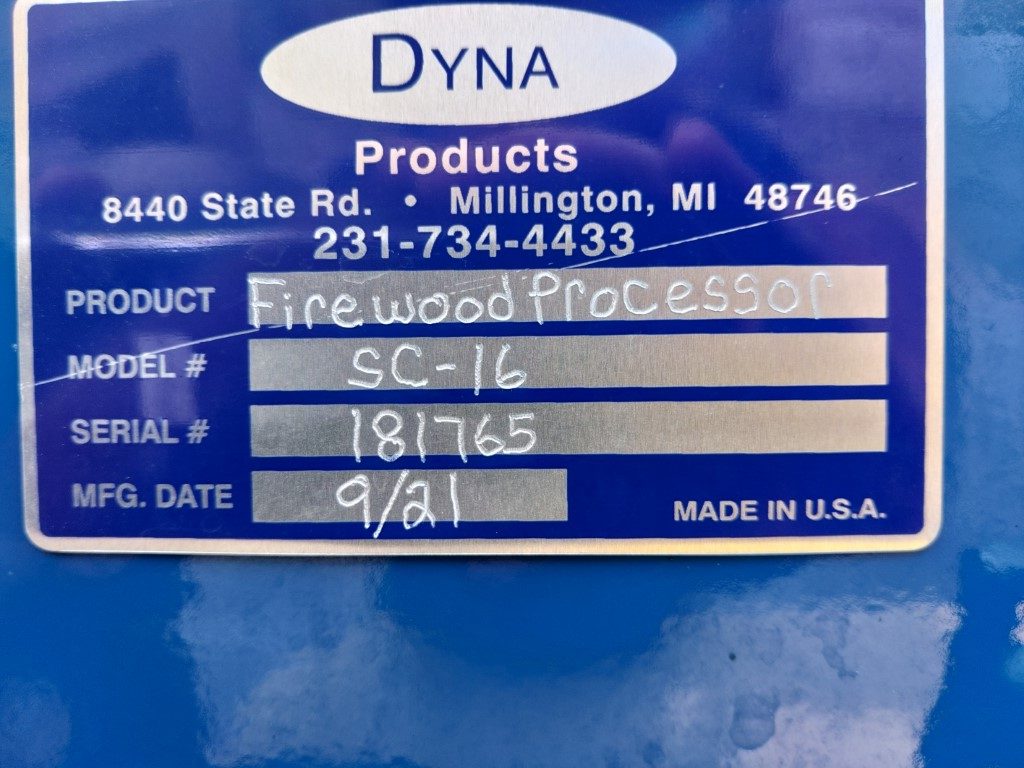 DYNA
Products
8440 State Rd. • Millington, MI 48746
231-734-4433
PRODUCT Firewood Processor
MODEL # SC-16
SERIAL # 181765
MFG. DATE 9/21
MADE IN U.S.A.